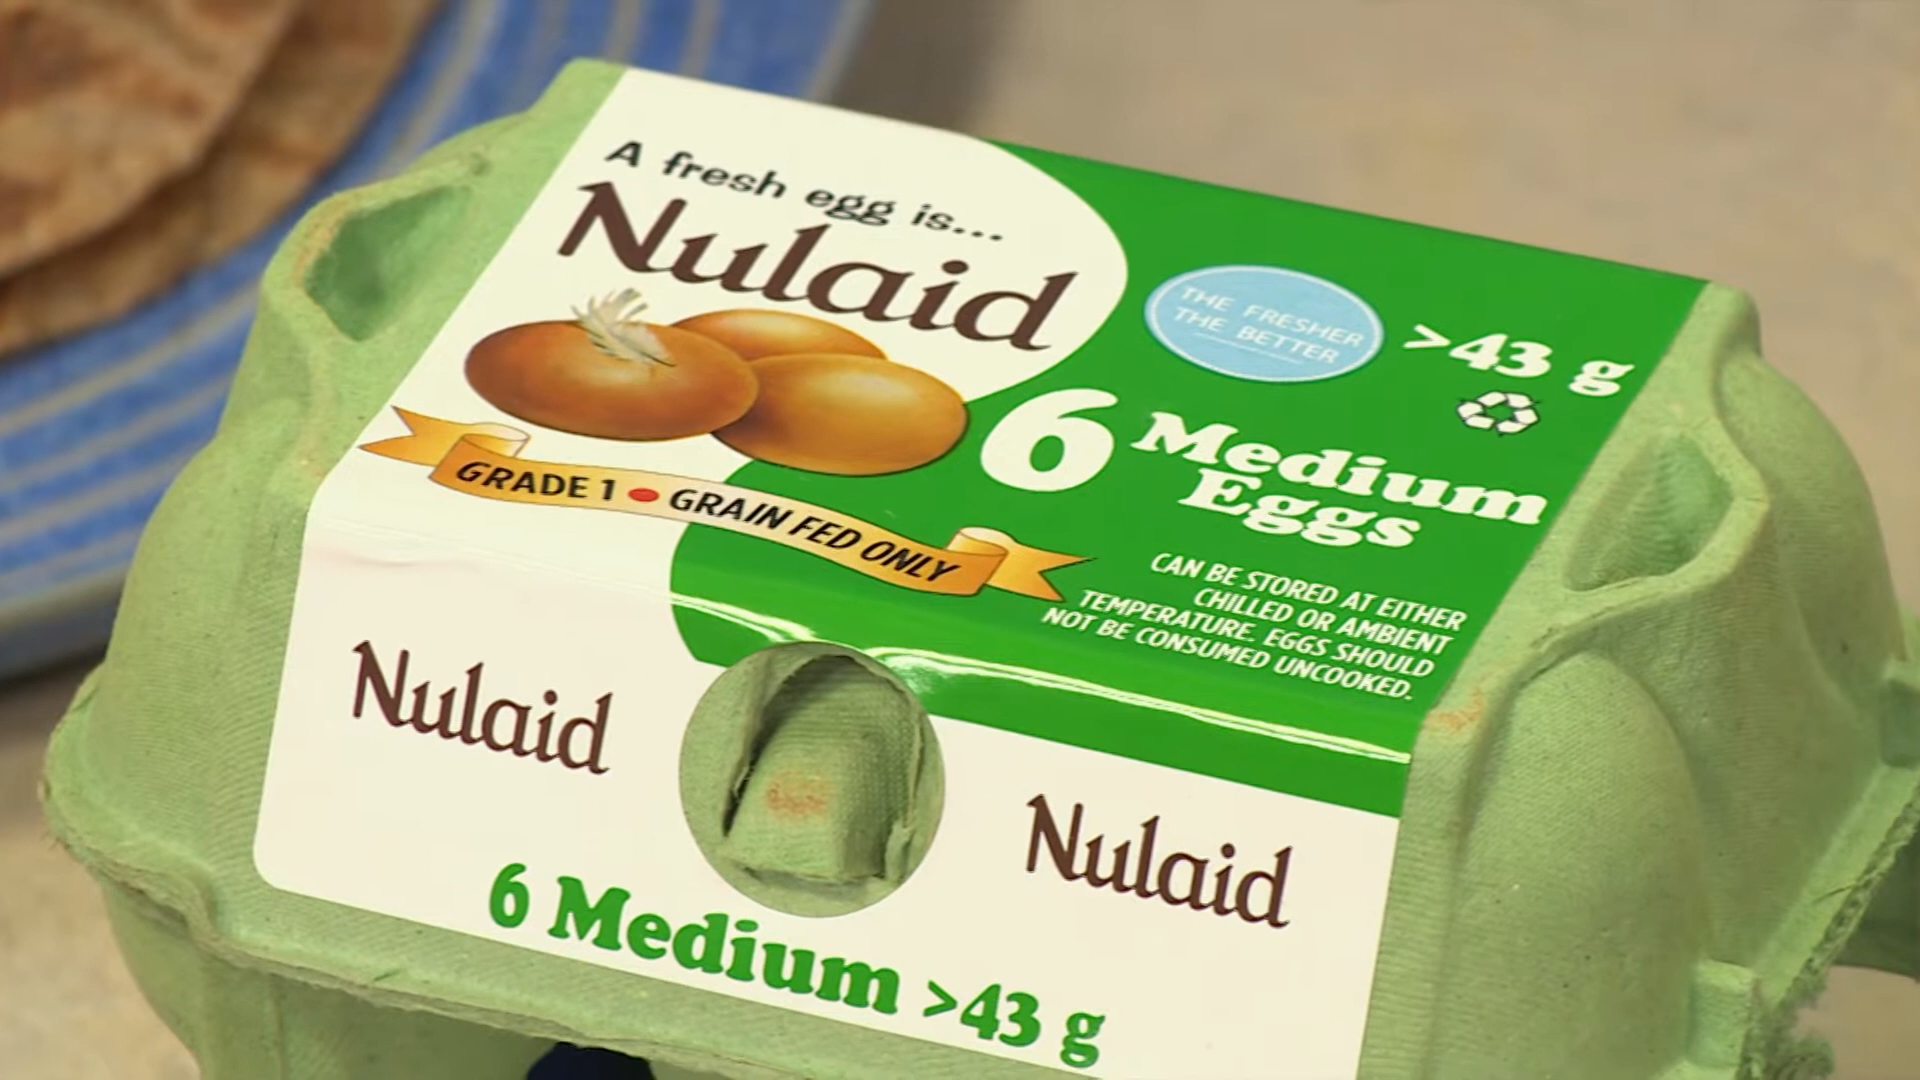 A fresh egg is...
Nulaid
THE FRESHER
THE BETTER
>43 g
6 Medium
Eggs
GRADE 1 • GRAIN FED ONLY
CAN BE STORED AT EITHER
CHILLED OR AMBIENT
TEMPERATURE. EGGS SHOULD
NOT BE CONSUMED UNCOOKED.
Nulaid
Nulaid
6 Medium >43 g